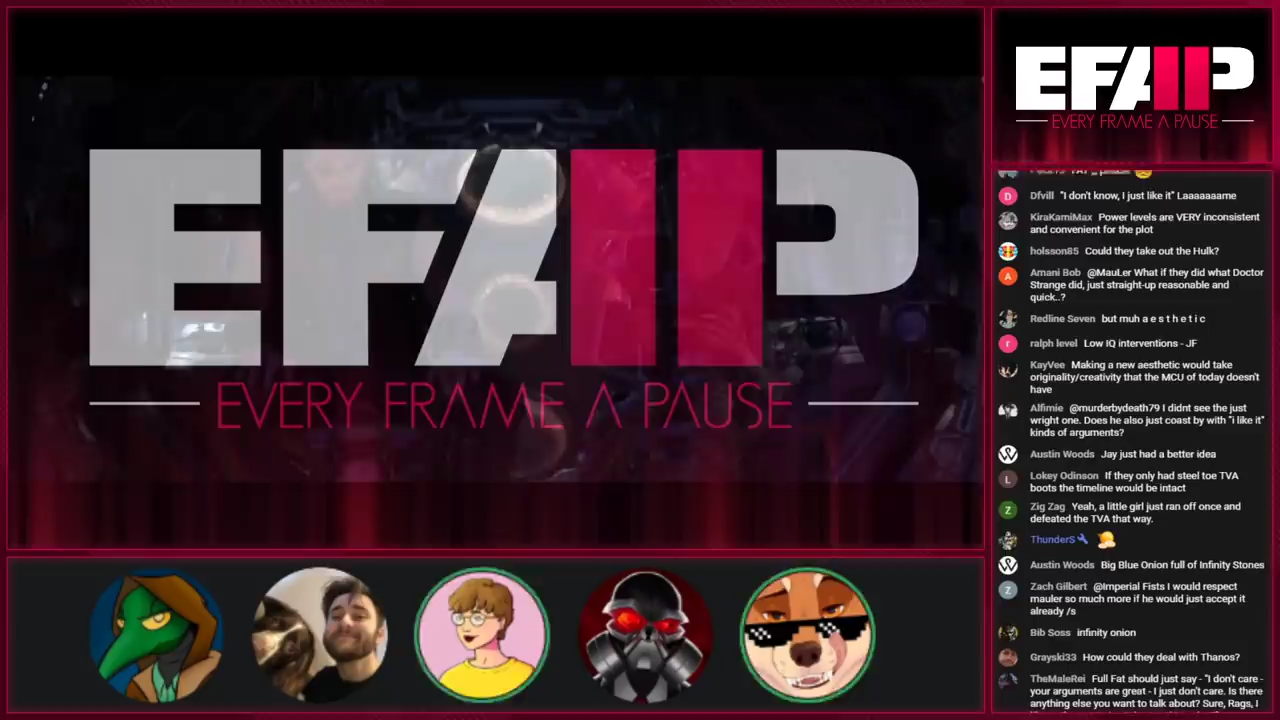 EFAP
EVERY FRAME A PAUSE
EFAP
EVERY FRAME A PAUSE
Dfvill "I don't know, I just like it" Laaaaaaame
KiraKamiMax Power levels are VERY inconsistent
and convenient for the plot
holsson85 Could they take out the Hulk?
Amani Bob @MauLer What if they did what Doctor
Strange did, just straight-up reasonable and
quick..?
Redline Seven but muh a e s t h e t i c
ralph level Low IQ interventions - JF
KayVee Making a new aesthetic would take
originality/creativity that the MCU of today doesn't
have
Alfimie @murderbydeath79 I didnt see the just
wright one. Does he also just coast by with "i like it"
kinds of arguments?
Austin Woods Jay just had a better idea
Lokey Odinson If they only had steel toe TVA
boots the timeline would be intact
Zig Zag Yeah, a little girl just ran off once and
defeated the TVA that way.
ThunderS
Austin Woods Big Blue Onion full of Infinity Stones
Zach Gilbert @Imperial Fists I would respect
mauler so much more if he would just accept it
already /s
Bib Soss infinity onion
Grayski33 How could they deal with Thanos?
TheMaleRei Full Fat should just say - "I don't care -
your arguments are great - I just don't care. Is there
anything else you want to talk about? Sure, Rags, I